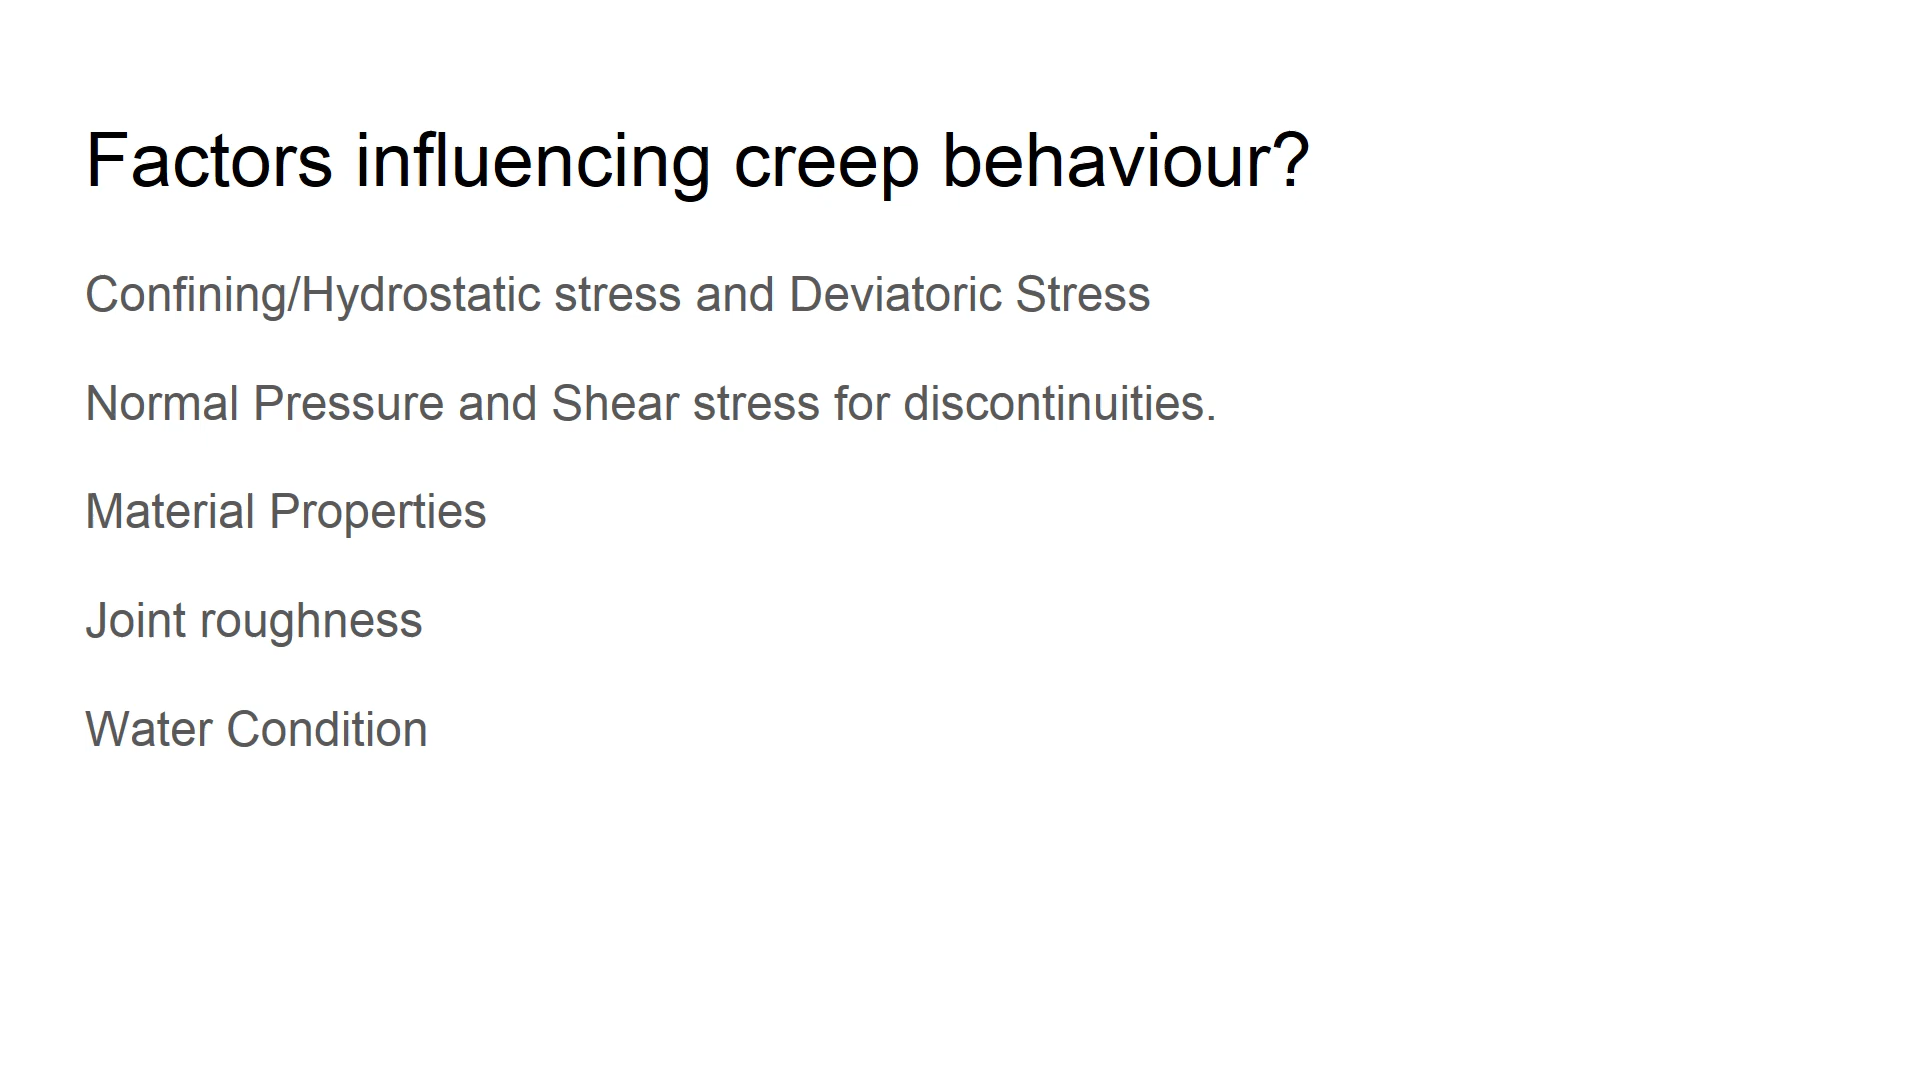 Factors influencing creep behaviour?
Confining/Hydrostatic stress and Deviatoric Stress
Normal Pressure and Shear stress for discontinuities.
Material Properties
Joint roughness
Water Condition